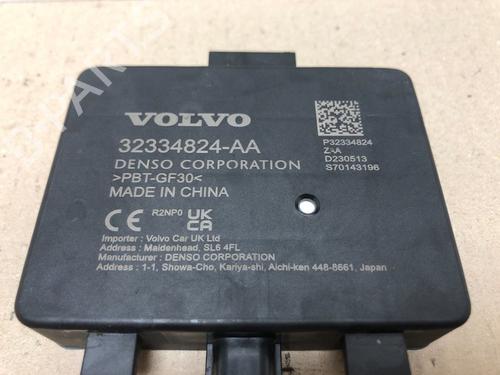 VOLVO
32334824-AA
DENSO CORPORATION
>PBT-GF30<
MADE IN CHINA
P32334824
ZAA
D230513
S70143196
CE R2NP0 UK CA
Importer : Volvo Car UK Ltd
Address : Maidenhead, SL6 4FL
Manufacturer : DENSO CORPORATION
Address : 1-1, Showa-Cho, Kariya-shi, Aichi-ken 448-8661, Japan